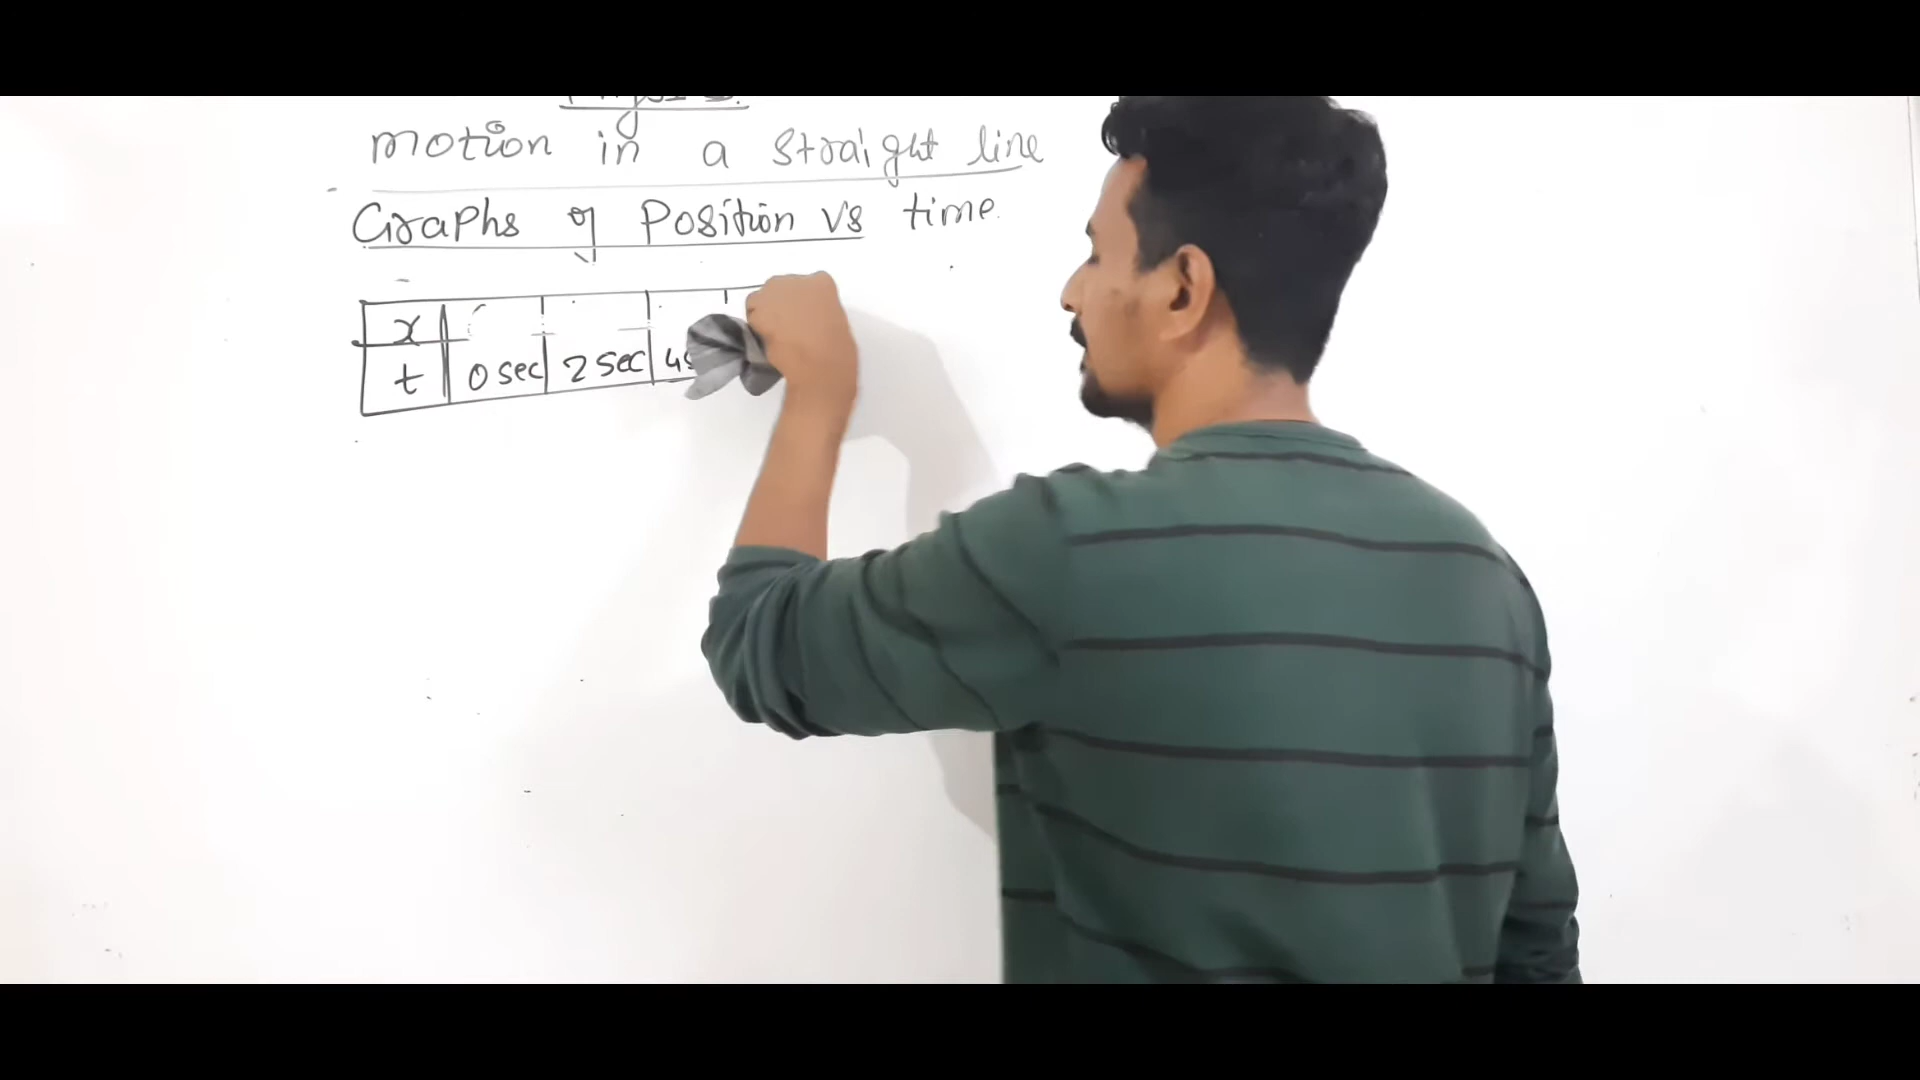 motion in a straight line
Graphs of Position vs time.
x
t 0 sec 2 sec